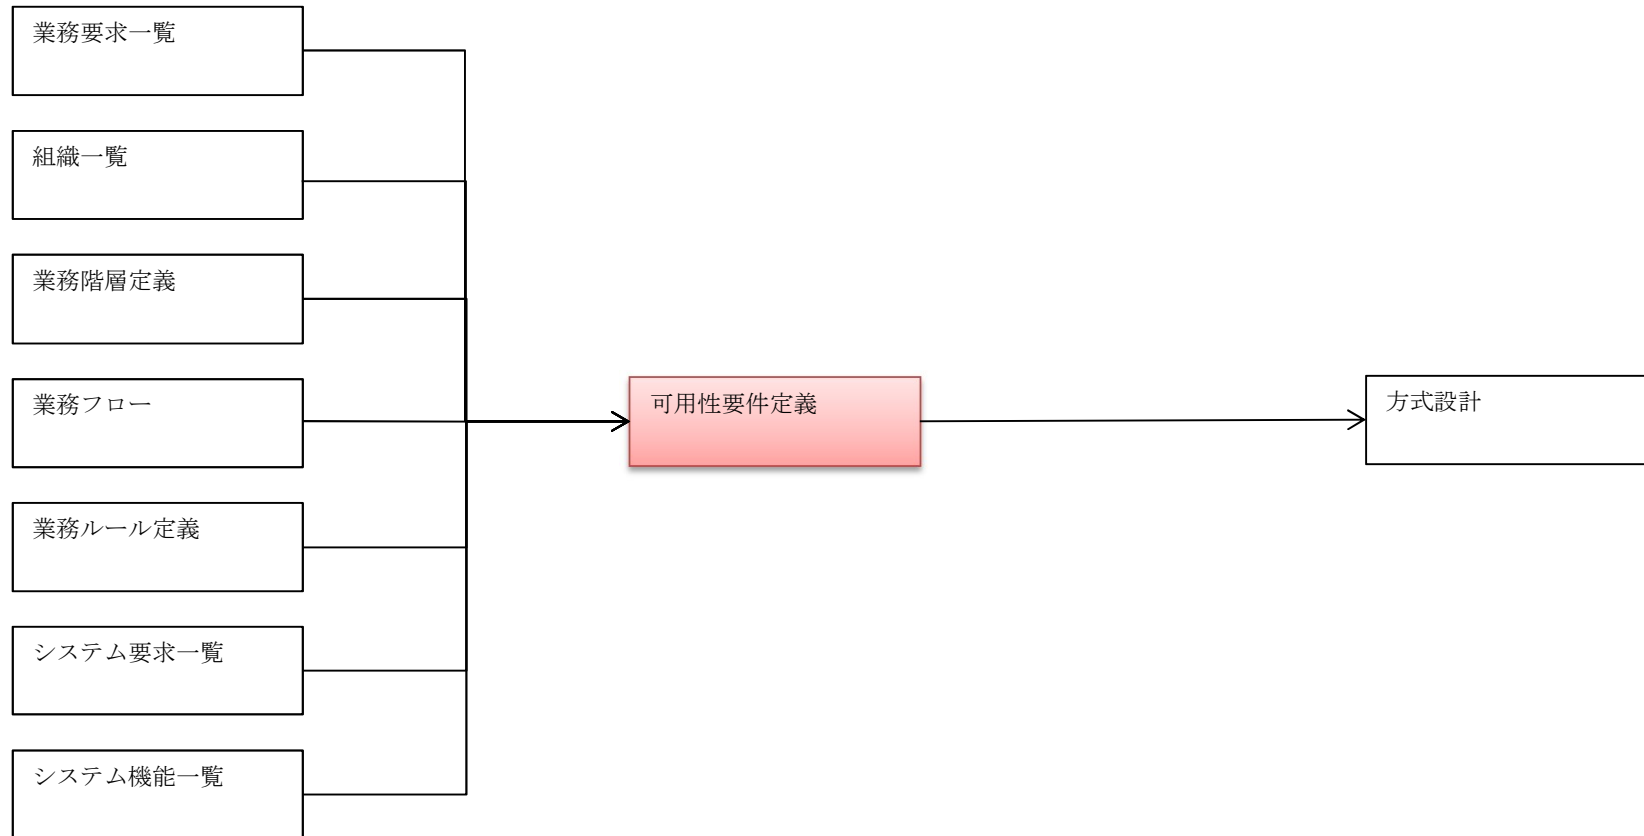 業務要求一覧
組織一覧
業務階層定義
業務フロー
業務ルール定義
システム要求一覧
システム機能一覧
可用性要件定義
方式設計